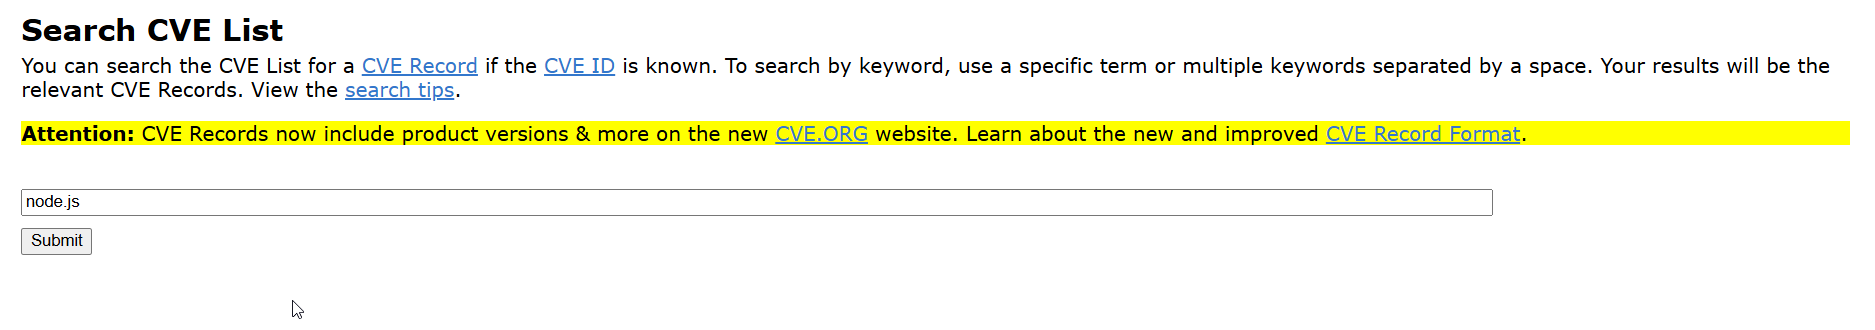 Search CVE List
You can search the CVE List for a CVE Record if the CVE ID is known. To search by keyword, use a specific term or multiple keywords separated by a space. Your results will be the
relevant CVE Records. View the search tips.
Attention: CVE Records now include product versions & more on the new CVE.ORG website. Learn about the new and improved CVE Record Format.
node.js
Submit